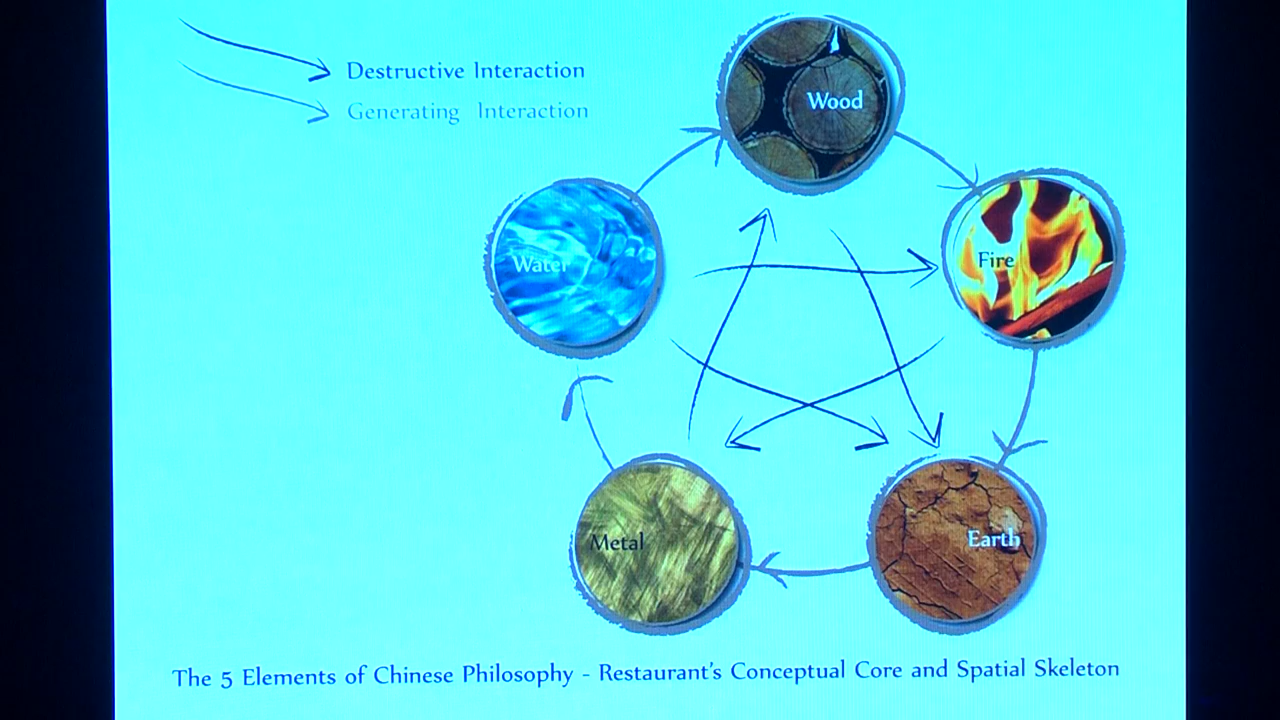 Destructive Interaction
Generating Interaction
Wood
Water
Fire
Metal
Earth
The 5 Elements of Chinese Philosophy - Restaurant's Conceptual Core and Spatial Skeleton